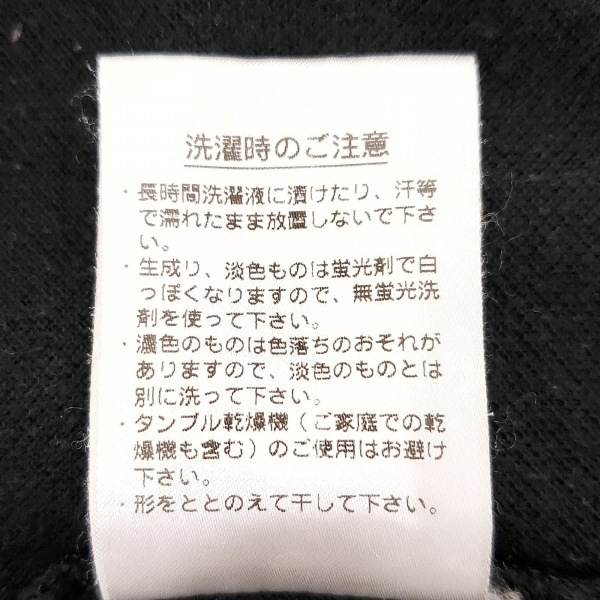 洗濯時のご注意
・長時間洗濯液に漬けたり、汗等
で濡れたまま放置しないで下さ
い。
・生成り、淡色ものは蛍光剤で白
っぽくなりますので、無蛍光洗
剤を使って下さい。
・濃色のものは色落ちのおそれが
ありますので、淡色のものとは
別に洗って下さい。
・タンブル乾燥機（ご家庭での乾
燥機も含む）のご使用はお避け
下さい。
・形をととのえて干して下さい。